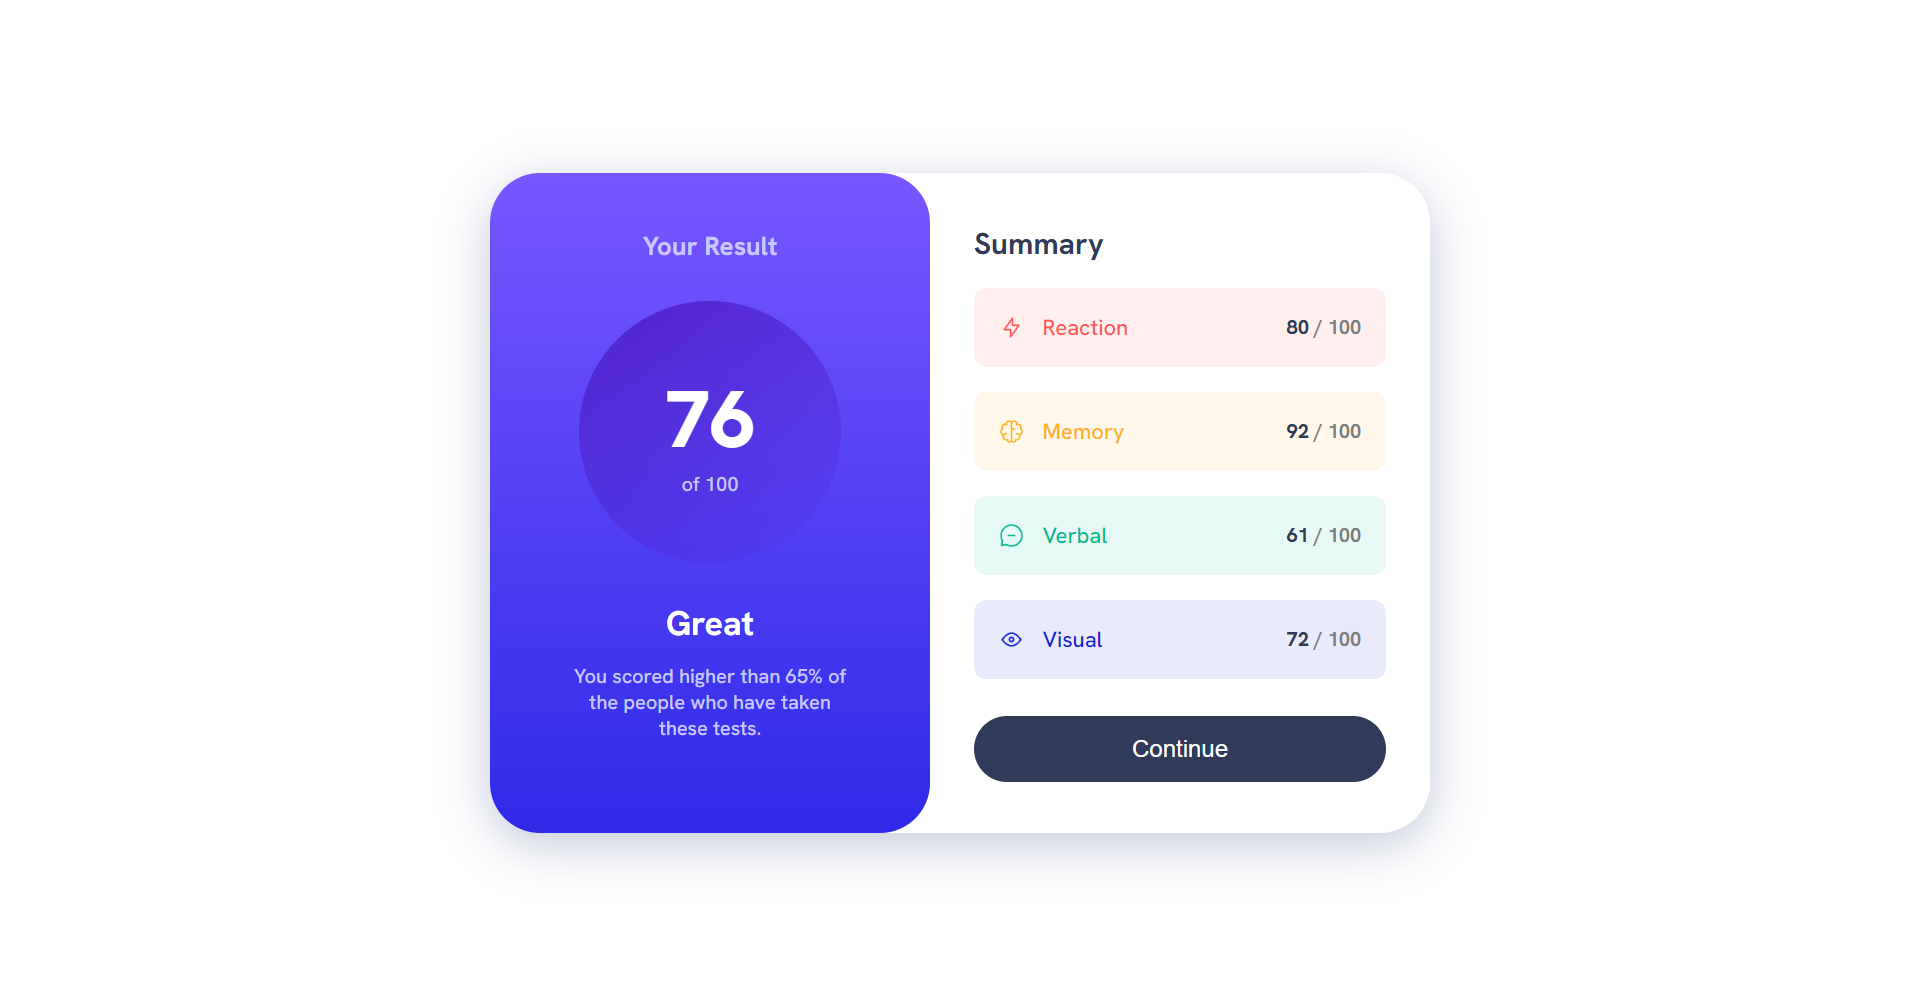 Your Result
76
of 100
Great
You scored higher than 65% of
the people who have taken
these tests.
Summary
Reaction 80 / 100
Memory 92 / 100
Verbal 61 / 100
Visual 72 / 100
Continue